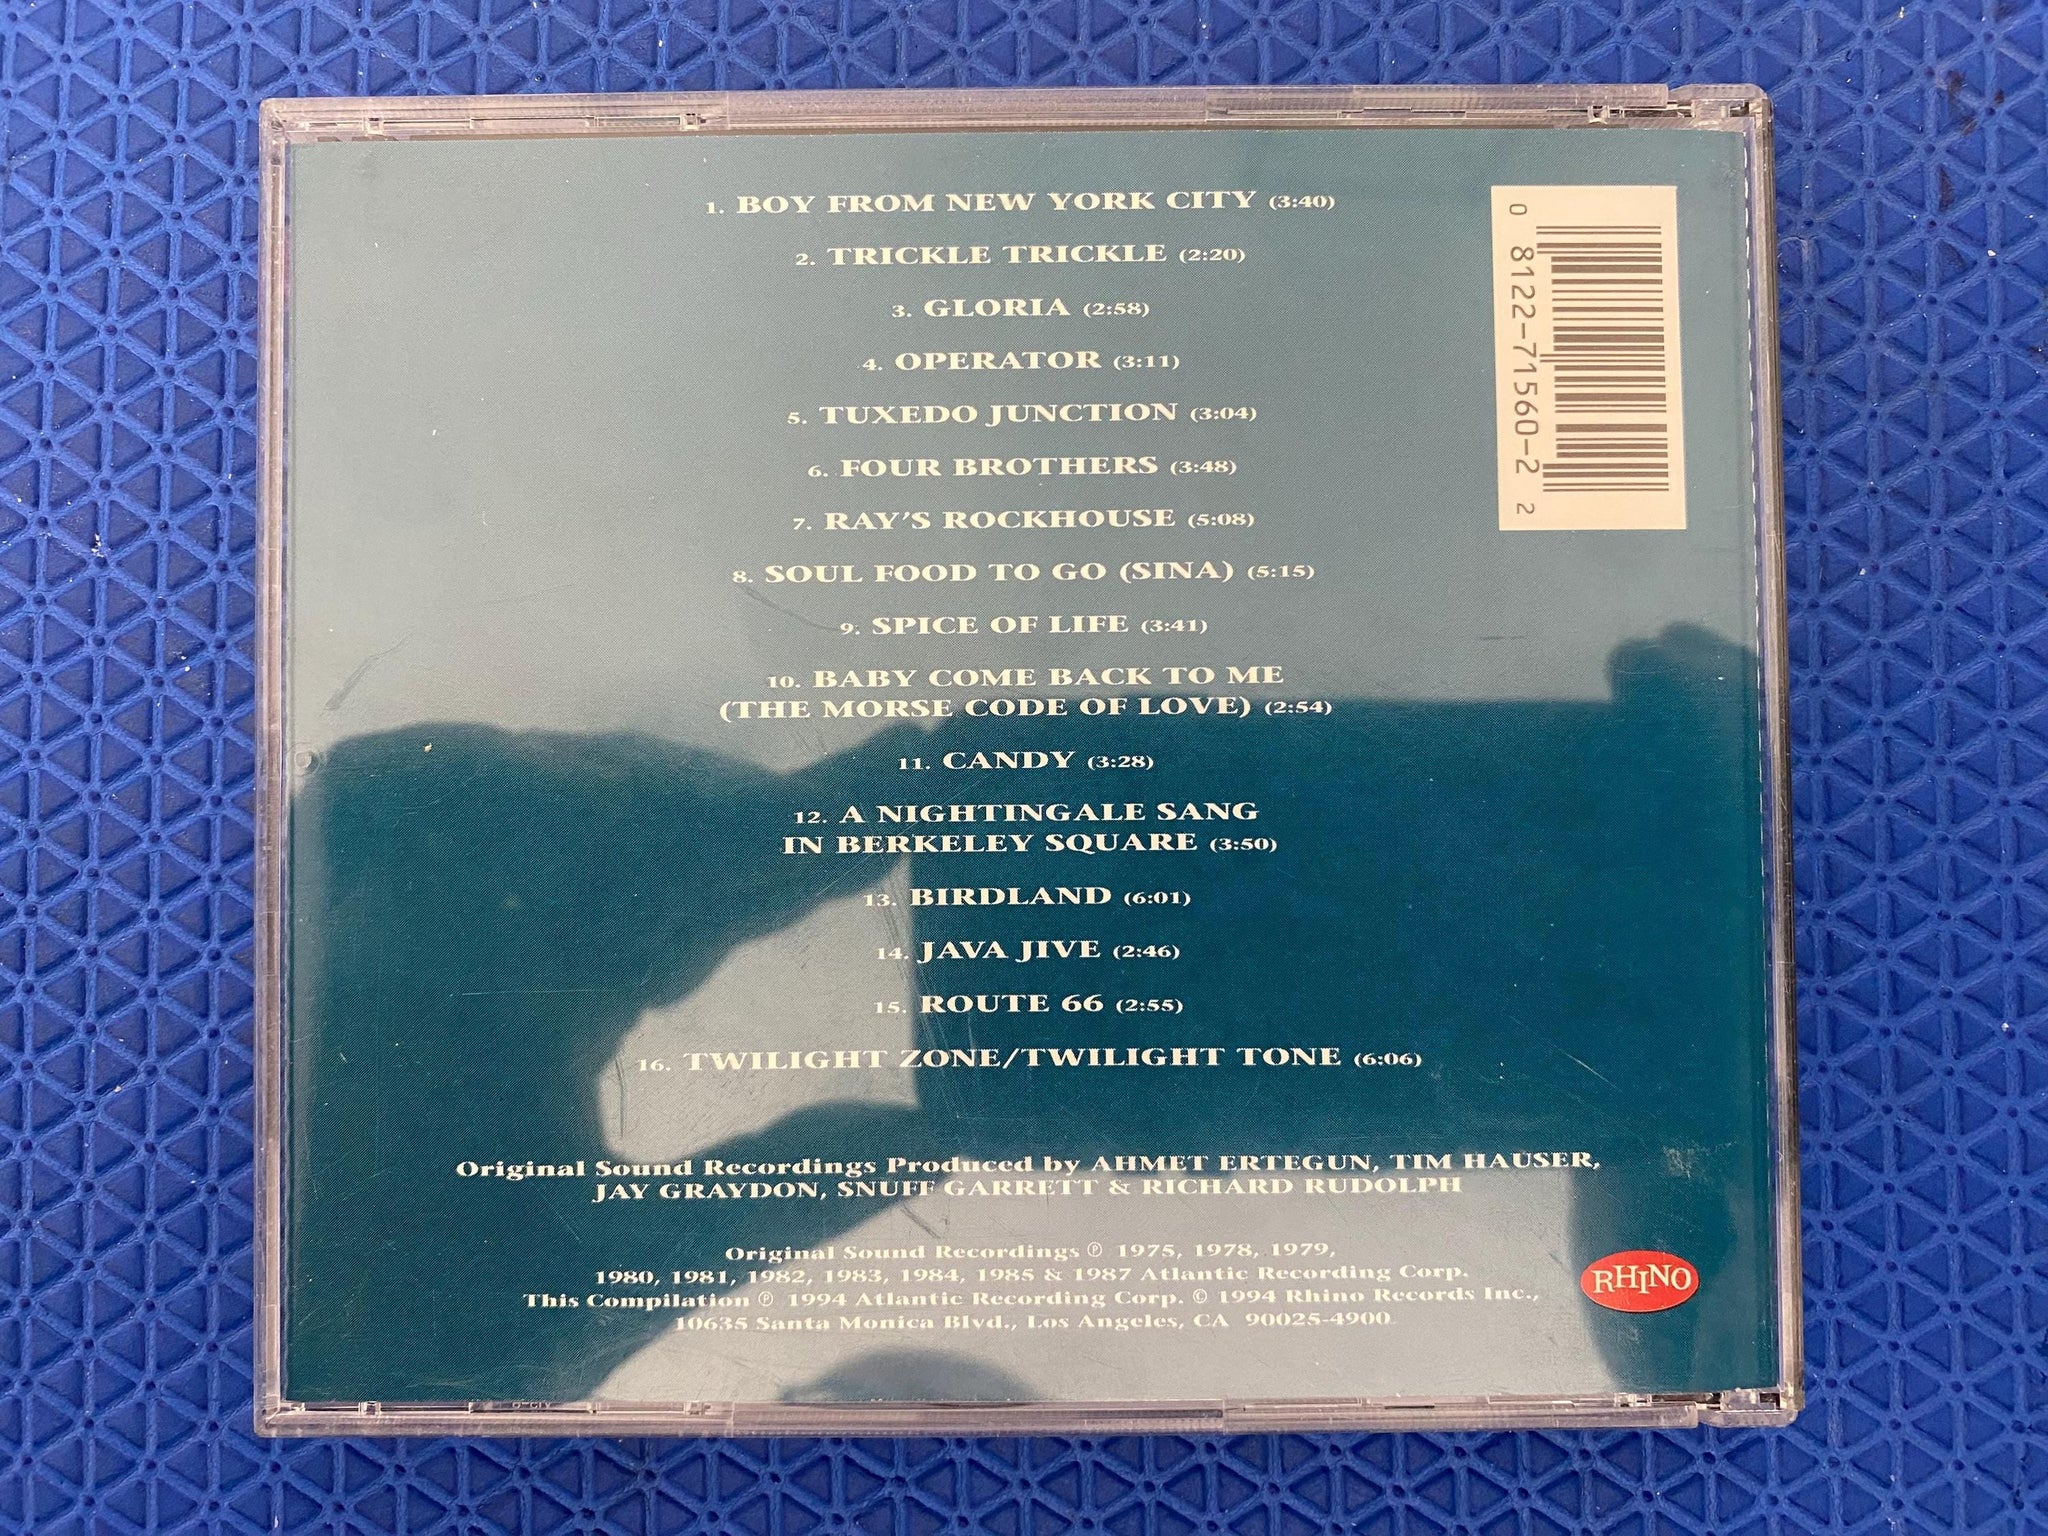 1. BOY FROM NEW YORK CITY (3:40)
2. TRICKLE TRICKLE (2:20)
3. GLORIA (2:58)
4. OPERATOR (3:11)
5. TUXEDO JUNCTION (3:04)
6. FOUR BROTHERS (3:48)
7. RAY'S ROCKHOUSE (5:08)
8. SOUL FOOD TO GO (SINA) (5:15)
9. SPICE OF LIFE (3:41)
10. BABY COME BACK TO ME
(THE MORSE CODE OF LOVE) (2:54)
11. CANDY (3:28)
12. A NIGHTINGALE SANG
IN BERKELEY SQUARE (3:50)
13. BIRDLAND (6:01)
14. JAVA JIVE (2:46)
15. ROUTE 66 (2:55)
16. TWILIGHT ZONE/TWILIGHT TONE (6:06)
Original Sound Recordings Produced by AHMET ERTEGUN, TIM HAUSER,
JAY GRAYDON, SNUFF GARRETT & RICHARD RUDOLPH
Original Sound Recordings ℗ 1975, 1978, 1979,
1980, 1981, 1982, 1983, 1984, 1985 & 1987 Atlantic Recording Corp.
This Compilation ℗ 1994 Atlantic Recording Corp. © 1994 Rhino Records Inc.,
10635 Santa Monica Blvd., Los Angeles, CA 90025-4900
0 81122-71560-2 2
RHINO